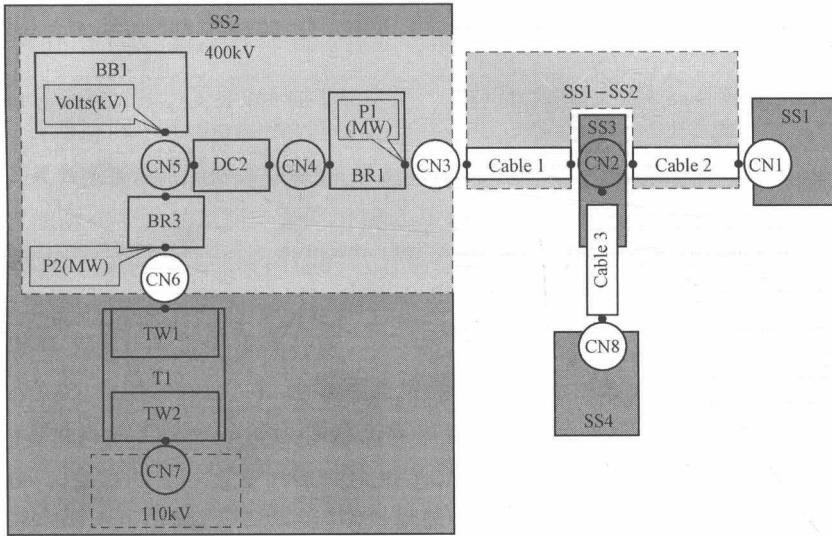 SS2
400kV
BB1
Volts(kV)
P1
(MW)
CN5
DC2
CN4
BR1
CN3
BR3
P2(MW)
CN6
TW1
T1
TW2
CN7
110kV
SS1-SS2
Cable 1
SS3
CN2
Cable 2
SS1
CN1
Cable 3
CN8
SS4